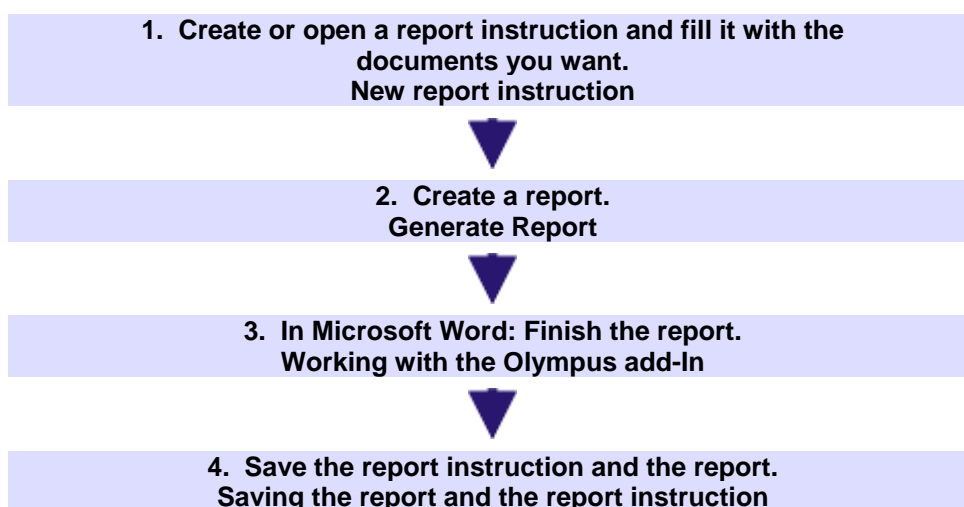 1. Create or open a report instruction and fill it with the
documents you want.
New report instruction
2. Create a report.
Generate Report
3. In Microsoft Word: Finish the report.
Working with the Olympus add-In
4. Save the report instruction and the report.
Saving the report and the report instruction